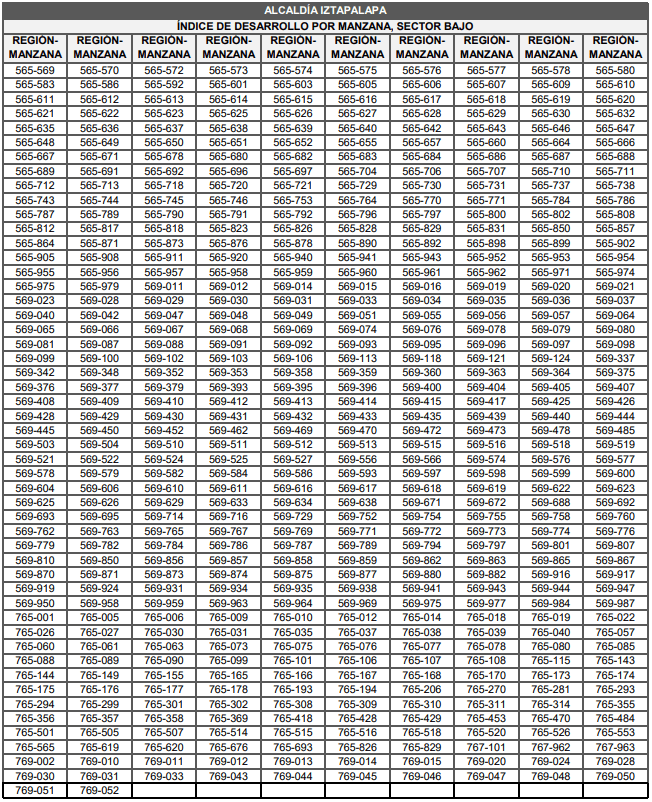 ALCALDÍA IZTAPALAPA
ÍNDICE DE DESARROLLO POR MANZANA, SECTOR BAJO
REGIÓN-MANZANA REGIÓN-MANZANA REGIÓN-MANZANA REGIÓN-MANZANA REGIÓN-MANZANA REGIÓN-MANZANA REGIÓN-MANZANA REGIÓN-MANZANA REGIÓN-MANZANA REGIÓN-MANZANA
565-569 565-570 565-572 565-573 565-574 565-575 565-576 565-577 565-578 565-580
565-583 565-586 565-592 565-601 565-603 565-605 565-606 565-607 565-609 565-610
565-611 565-612 565-613 565-614 565-615 565-616 565-617 565-618 565-619 565-620
565-621 565-622 565-623 565-625 565-626 565-627 565-628 565-629 565-630 565-632
565-635 565-636 565-637 565-638 565-639 565-640 565-642 565-643 565-646 565-647
565-648 565-649 565-650 565-651 565-652 565-655 565-657 565-660 565-664 565-666
565-667 565-671 565-678 565-680 565-682 565-683 565-684 565-686 565-687 565-688
565-689 565-691 565-692 565-696 565-697 565-704 565-706 565-707 565-710 565-711
565-712 565-713 565-718 565-720 565-721 565-729 565-730 565-731 565-737 565-738
565-743 565-744 565-745 565-746 565-753 565-764 565-770 565-771 565-784 565-786
565-787 565-789 565-790 565-791 565-792 565-796 565-797 565-800 565-802 565-808
565-812 565-817 565-818 565-823 565-826 565-828 565-829 565-831 565-850 565-857
565-864 565-871 565-873 565-876 565-878 565-890 565-892 565-898 565-899 565-902
565-905 565-908 565-911 565-920 565-940 565-941 565-943 565-952 565-953 565-954
565-955 565-956 565-957 565-958 565-959 565-960 565-961 565-962 565-971 565-974
565-975 565-979 569-011 569-012 569-014 569-015 569-016 569-019 569-020 569-021
569-023 569-028 569-029 569-030 569-031 569-033 569-034 569-035 569-036 569-037
569-040 569-042 569-047 569-048 569-049 569-051 569-055 569-056 569-057 569-064
569-065 569-066 569-067 569-068 569-069 569-074 569-076 569-078 569-079 569-080
569-081 569-087 569-088 569-091 569-092 569-093 569-095 569-096 569-097 569-098
569-099 569-100 569-102 569-103 569-106 569-113 569-118 569-121 569-124 569-337
569-342 569-348 569-352 569-353 569-358 569-359 569-360 569-363 569-364 569-375
569-376 569-377 569-379 569-393 569-395 569-396 569-400 569-404 569-405 569-407
569-408 569-409 569-410 569-412 569-413 569-414 569-415 569-417 569-425 569-426
569-428 569-429 569-430 569-431 569-432 569-433 569-435 569-439 569-440 569-444
569-445 569-450 569-452 569-462 569-469 569-470 569-472 569-473 569-478 569-485
569-503 569-504 569-510 569-511 569-512 569-513 569-515 569-516 569-518 569-519
569-521 569-522 569-524 569-525 569-527 569-556 569-566 569-574 569-576 569-577
569-578 569-579 569-582 569-584 569-586 569-593 569-597 569-598 569-599 569-600
569-604 569-606 569-610 569-611 569-616 569-617 569-618 569-619 569-622 569-623
569-625 569-626 569-629 569-633 569-634 569-638 569-671 569-672 569-688 569-692
569-693 569-695 569-714 569-716 569-729 569-752 569-754 569-755 569-758 569-760
569-762 569-763 569-765 569-767 569-769 569-771 569-772 569-773 569-774 569-776
569-779 569-782 569-784 569-786 569-787 569-789 569-794 569-797 569-801 569-807
569-810 569-850 569-856 569-857 569-858 569-859 569-862 569-863 569-865 569-867
569-870 569-871 569-873 569-874 569-875 569-877 569-880 569-882 569-916 569-917
569-919 569-924 569-931 569-934 569-935 569-938 569-941 569-943 569-944 569-947
569-950 569-958 569-959 569-963 569-964 569-969 569-975 569-977 569-984 569-987
765-001 765-005 765-006 765-009 765-010 765-012 765-014 765-018 765-019 765-022
765-026 765-027 765-030 765-031 765-035 765-037 765-038 765-039 765-040 765-057
765-060 765-061 765-063 765-073 765-075 765-076 765-077 765-078 765-080 765-085
765-088 765-089 765-090 765-099 765-101 765-106 765-107 765-108 765-115 765-143
765-144 765-149 765-155 765-165 765-166 765-167 765-168 765-170 765-173 765-174
765-175 765-176 765-177 765-178 765-193 765-194 765-206 765-270 765-281 765-293
765-294 765-299 765-301 765-302 765-308 765-309 765-310 765-311 765-314 765-355
765-356 765-357 765-358 765-369 765-418 765-428 765-429 765-453 765-470 765-484
765-501 765-505 765-507 765-514 765-515 765-516 765-518 765-520 765-526 765-553
765-565 765-619 765-620 765-676 765-693 765-826 765-829 767-101 767-962 767-963
769-002 769-010 769-011 769-012 769-013 769-014 769-015 769-020 769-024 769-028
769-030 769-031 769-033 769-043 769-044 769-045 769-046 769-047 769-048 769-050
769-051 769-052